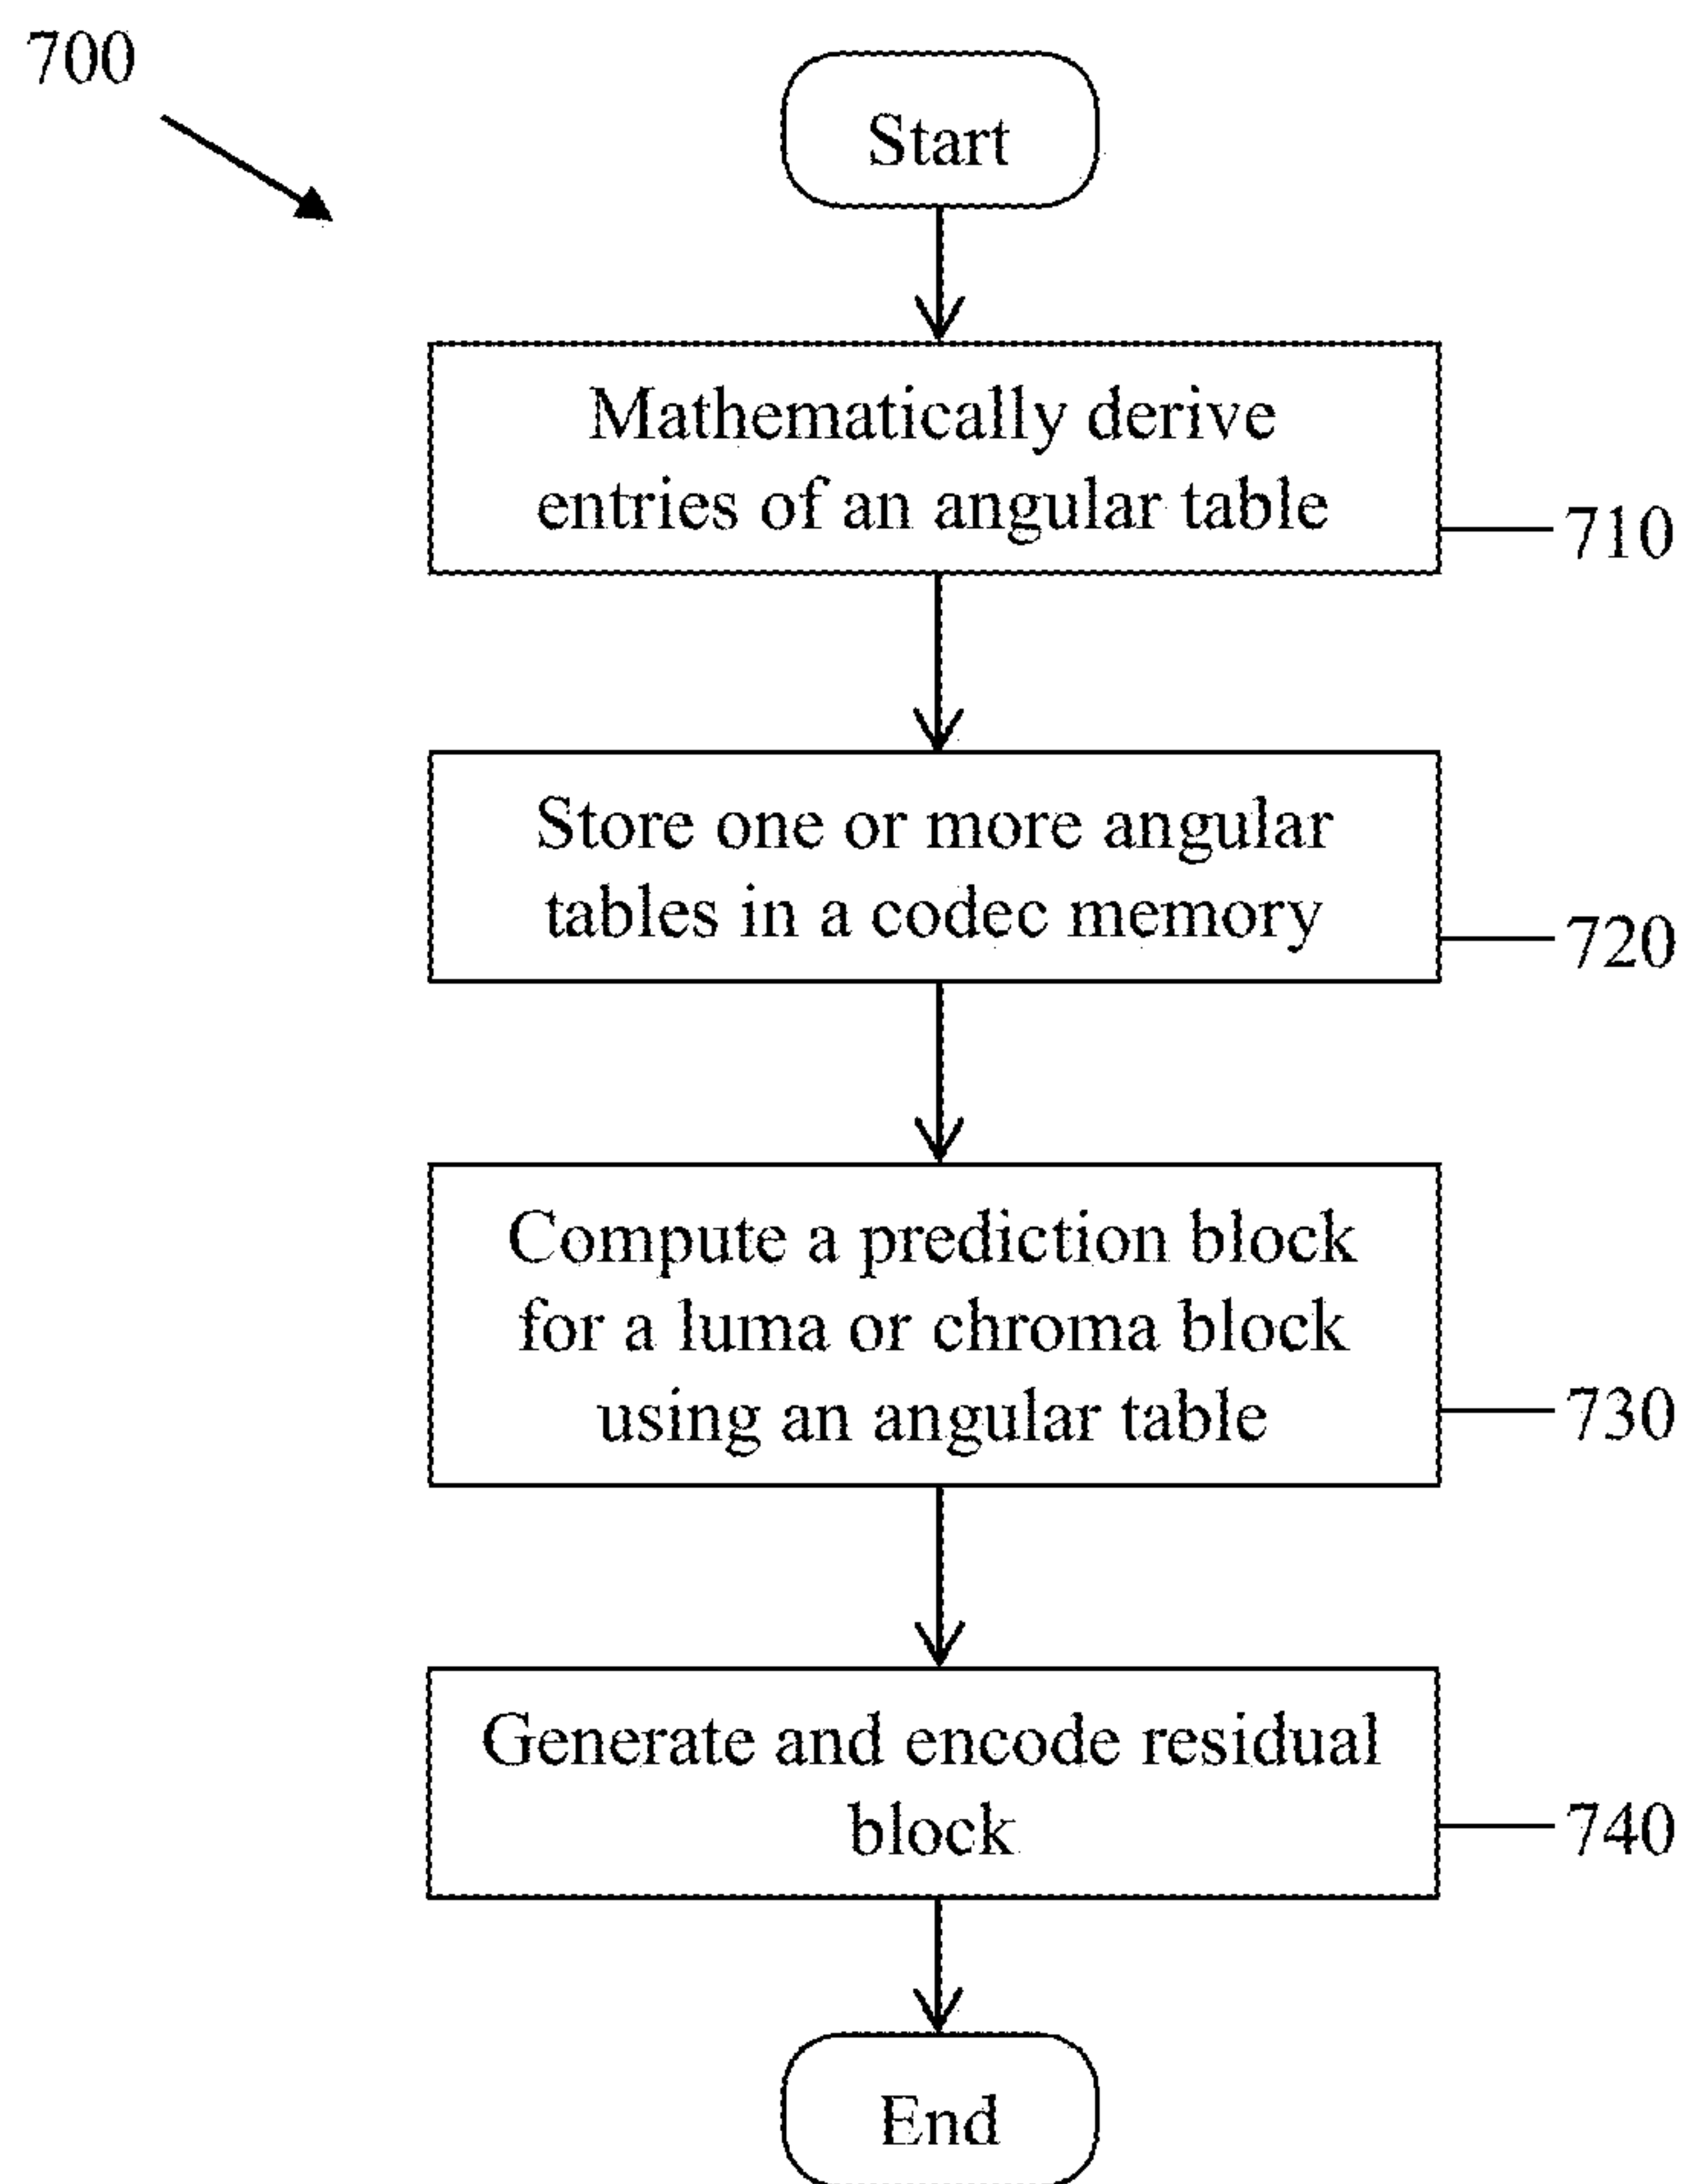 700
Start
Mathematically derive
entries of an angular table
710
Store one or more angular
tables in a codec memory
720
Compute a prediction block
for a luma or chroma block
using an angular table
730
Generate and encode residual
block
740
End